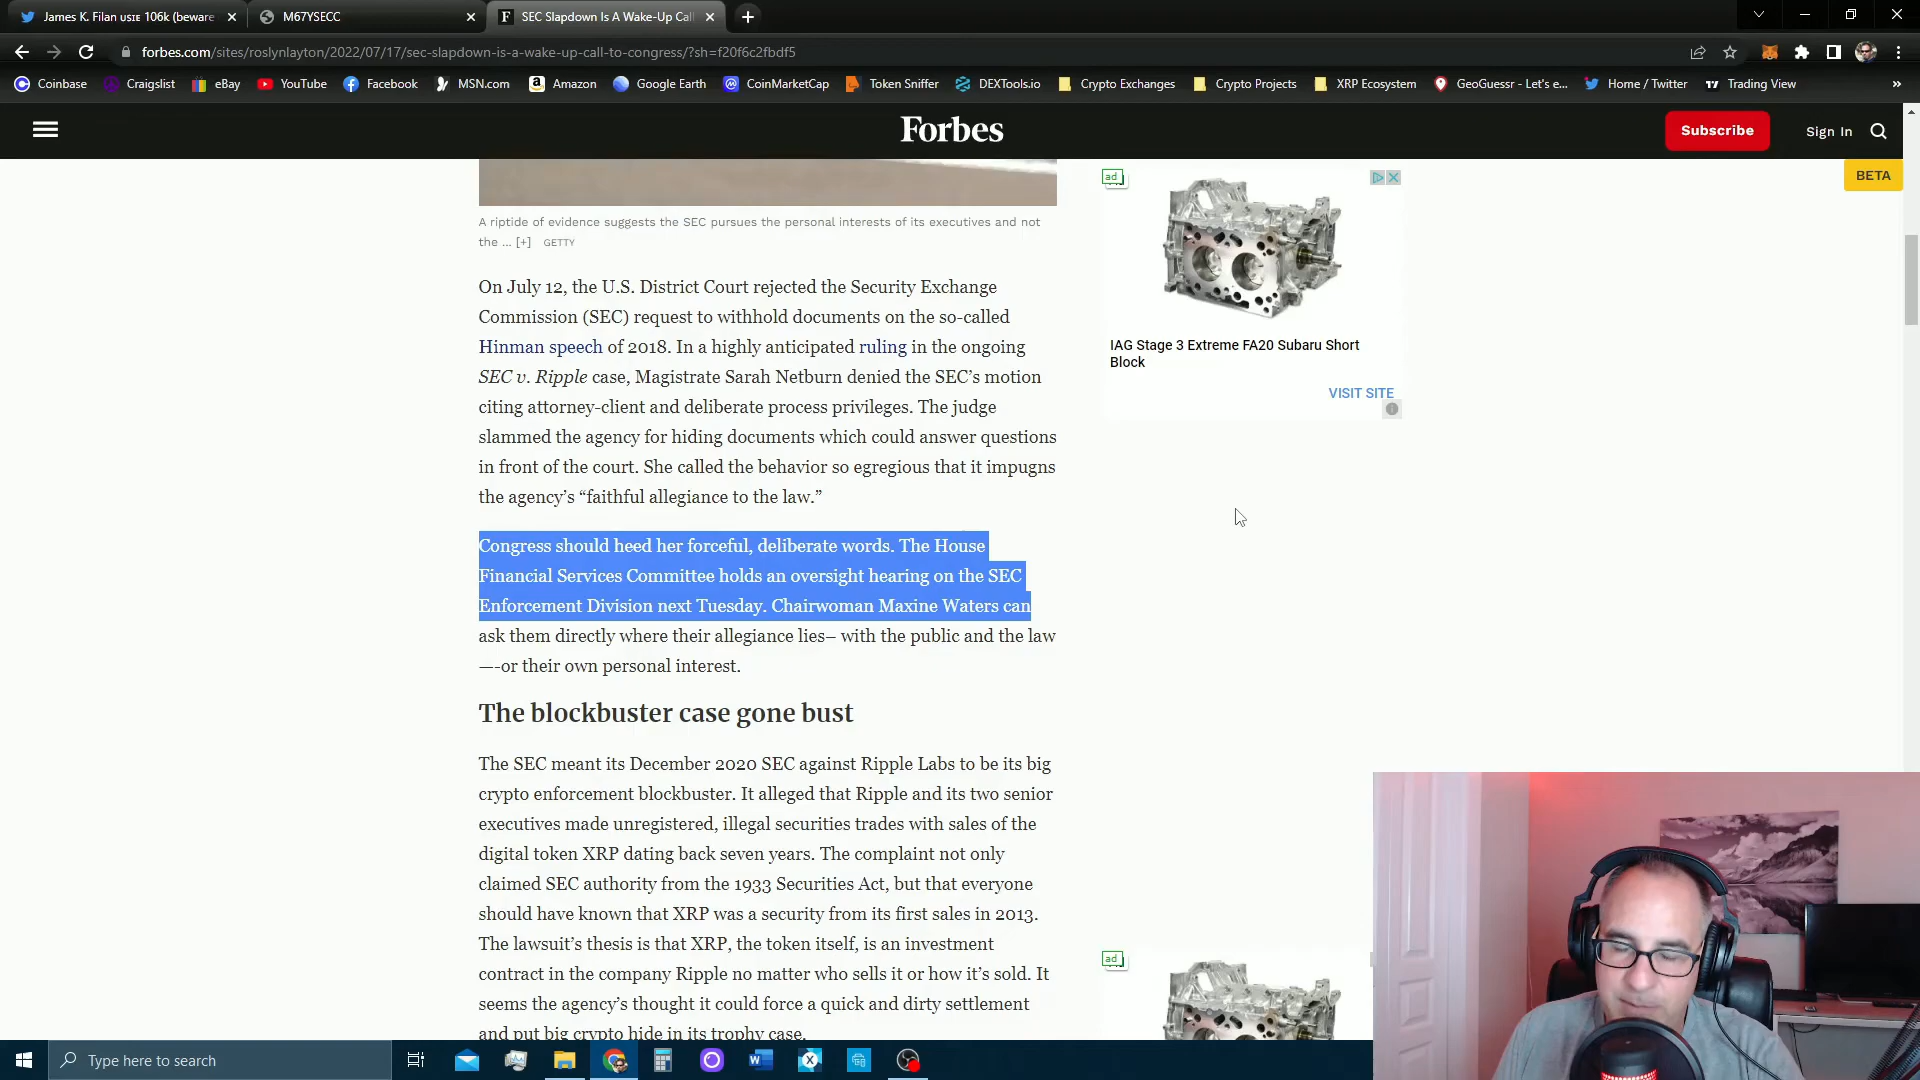 James K. Filan usɪᴇ 106k (beware
M67YSECC
SEC Slapdown Is A Wake-Up Cal
forbes.com/sites/roslynlayton/2022/07/17/sec-slapdown-is-a-wake-up-call-to-congress/?sh=f20f6c2fbdf5
Coinbase
Craigslist
eBay
YouTube
Facebook
MSN.com
Amazon
Google Earth
CoinMarketCap
Token Sniffer
DEXTools.io
Crypto Exchanges
Crypto Projects
XRP Ecosystem
GeoGuessr - Let's e...
Home / Twitter
Trading View
»
Forbes
Subscribe
Sign In
BETA
A riptide of evidence suggests the SEC pursues the personal interests of its executives and not
the ... [+] GETTY
On July 12, the U.S. District Court rejected the Security Exchange
Commission (SEC) request to withhold documents on the so-called
Hinman speech of 2018. In a highly anticipated ruling in the ongoing
SEC v. Ripple case, Magistrate Sarah Netburn denied the SEC’s motion
citing attorney-client and deliberate process privileges. The judge
slammed the agency for hiding documents which could answer questions
in front of the court. She called the behavior so egregious that it impugns
the agency’s “faithful allegiance to the law.”
Congress should heed her forceful, deliberate words. The House
Financial Services Committee holds an oversight hearing on the SEC
Enforcement Division next Tuesday. Chairwoman Maxine Waters can
ask them directly where their allegiance lies– with the public and the law
—-or their own personal interest.
The blockbuster case gone bust
The SEC meant its December 2020 SEC against Ripple Labs to be its big
crypto enforcement blockbuster. It alleged that Ripple and its two senior
executives made unregistered, illegal securities trades with sales of the
digital token XRP dating back seven years. The complaint not only
claimed SEC authority from the 1933 Securities Act, but that everyone
should have known that XRP was a security from its first sales in 2013.
The lawsuit’s thesis is that XRP, the token itself, is an investment
contract in the company Ripple no matter who sells it or how it’s sold. It
seems the agency’s thought it could force a quick and dirty settlement
and put big crypto hide in its trophy case.
ad
IAG Stage 3 Extreme FA20 Subaru Short
Block
VISIT SITE
ad
Type here to search